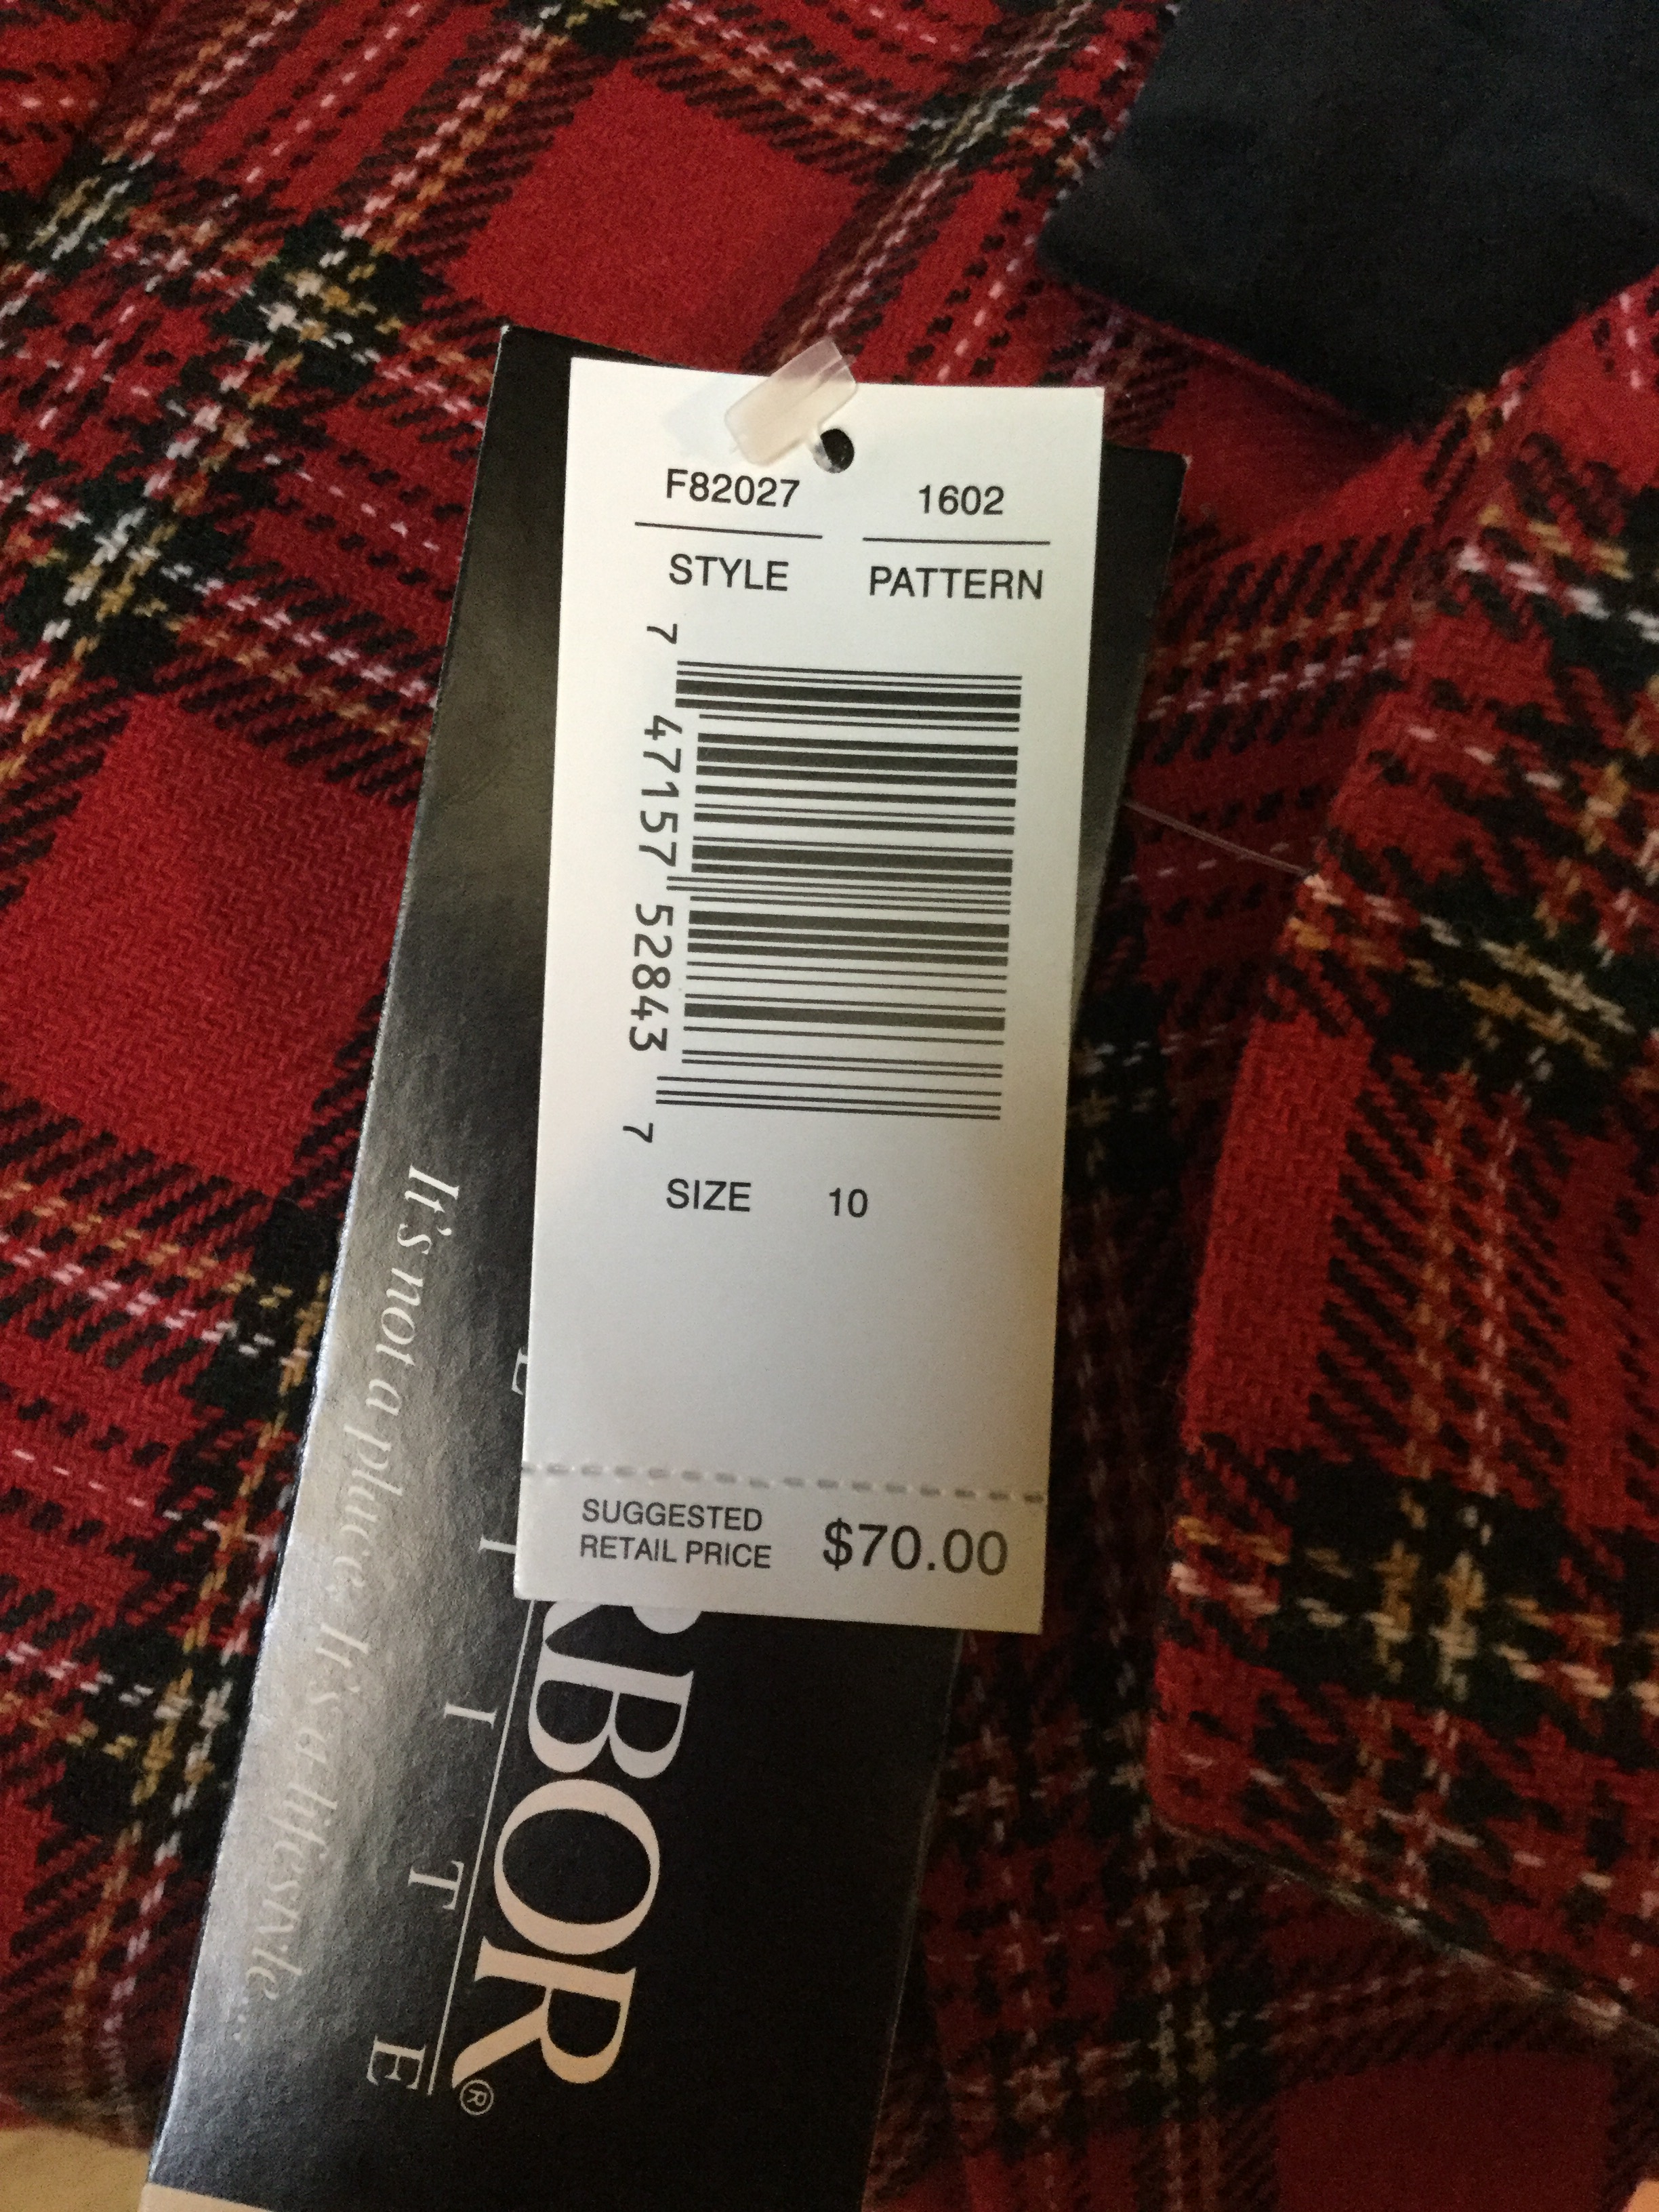 F82027 1602
STYLE PATTERN
7 47157 52843 7
SIZE 10
SUGGESTED
RETAIL PRICE $70.00
RBOR®
E L I T E
It's not a place. It's a lifestyle...